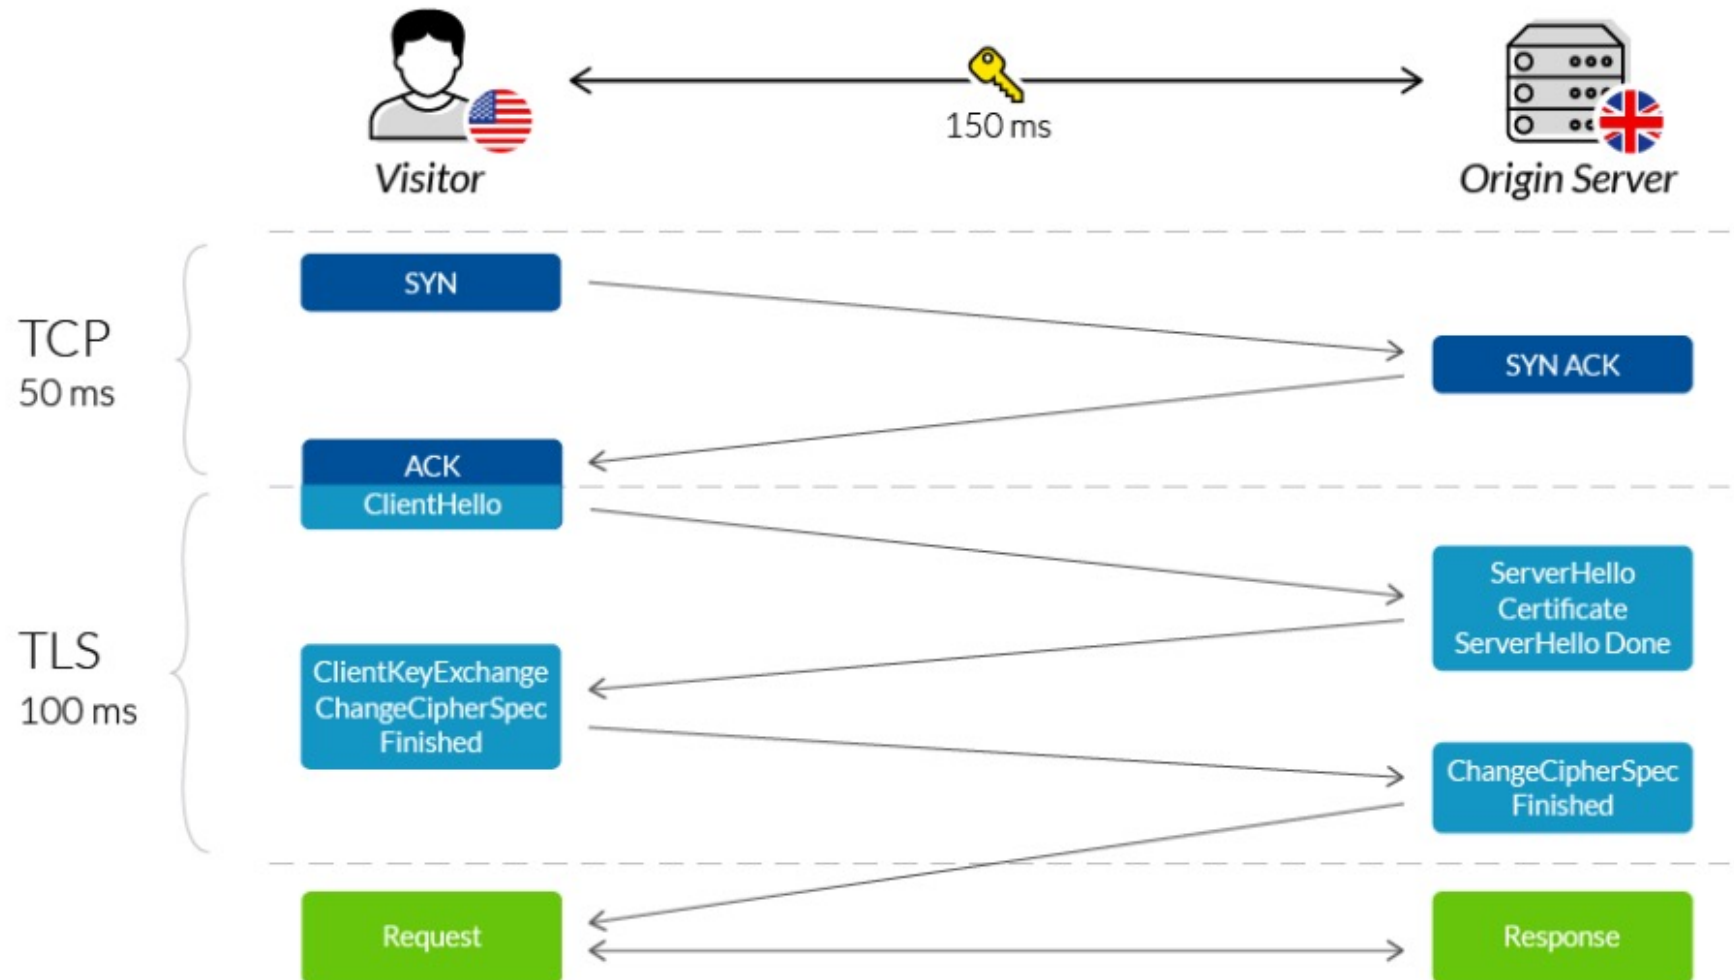 150 ms
Visitor
Origin Server
TCP
50 ms
SYN
SYN ACK
ACK
ClientHello
TLS
100 ms
ServerHello
Certificate
ServerHello Done
ClientKeyExchange
ChangeCipherSpec
Finished
ChangeCipherSpec
Finished
Request
Response